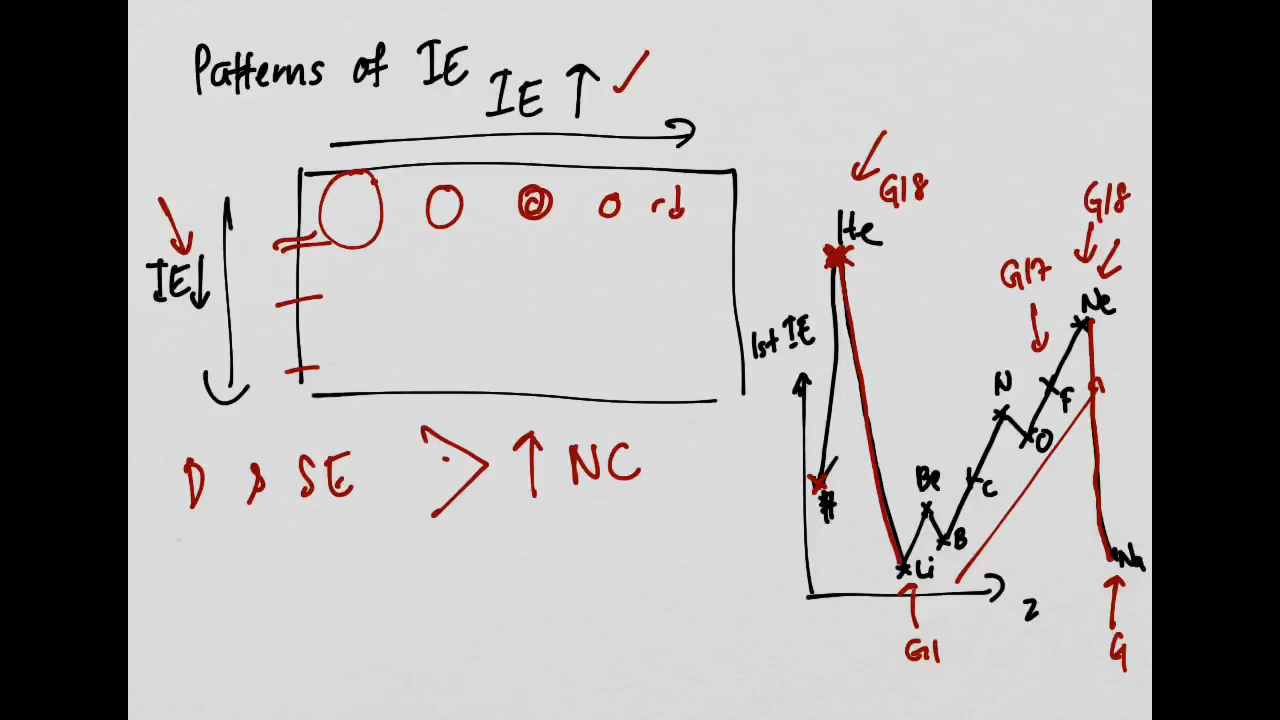 Patterns of IE
IE ↑ ✓
IE↓
r↓
D & SE > ↑ NC
G18
He
G18
G17
Ne
1st IE
N
F
O
Be
C
H
B
Li
Na
Z
G1
G